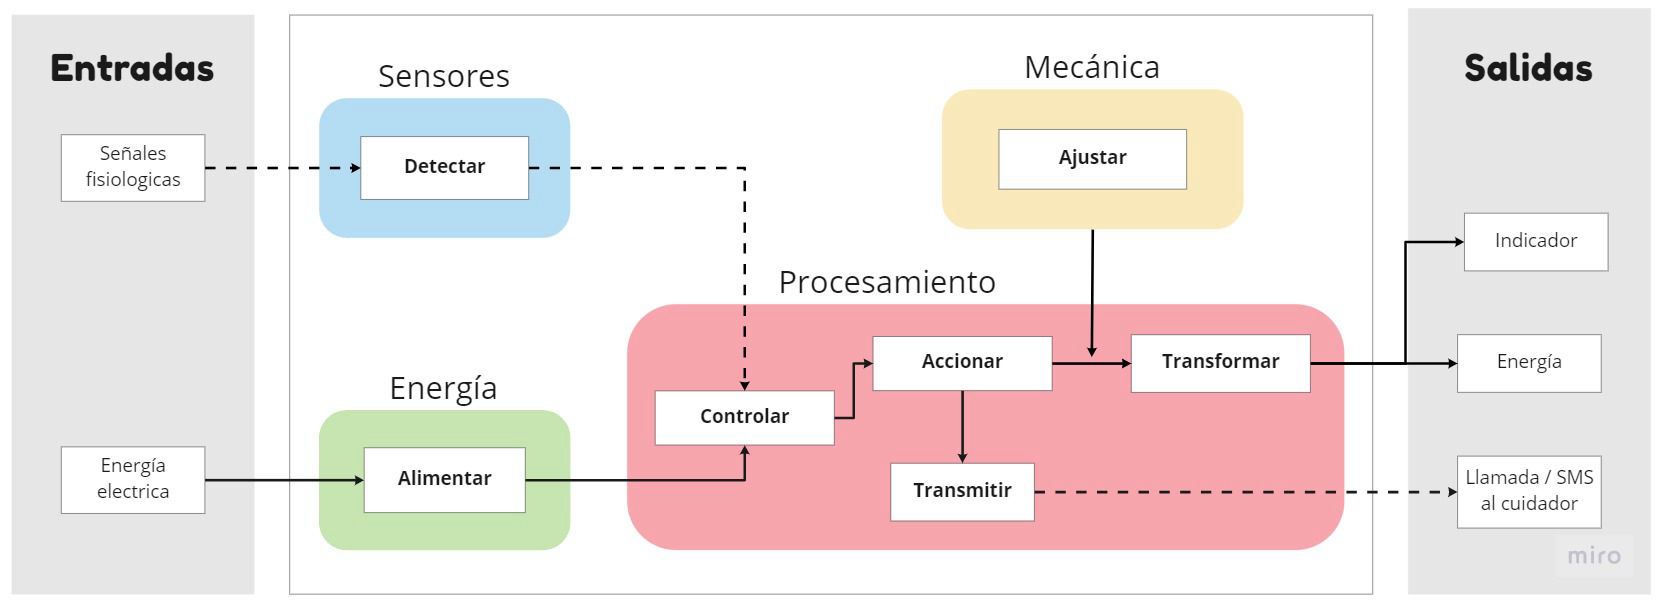 Entradas
Señales
fisiologicas
Energía
electrica
Sensores
Detectar
Energía
Alimentar
Mecánica
Ajustar
Procesamiento
Controlar
Accionar
Transformar
Transmitir
Salidas
Indicador
Energía
Llamada / SMS
al cuidador
miro